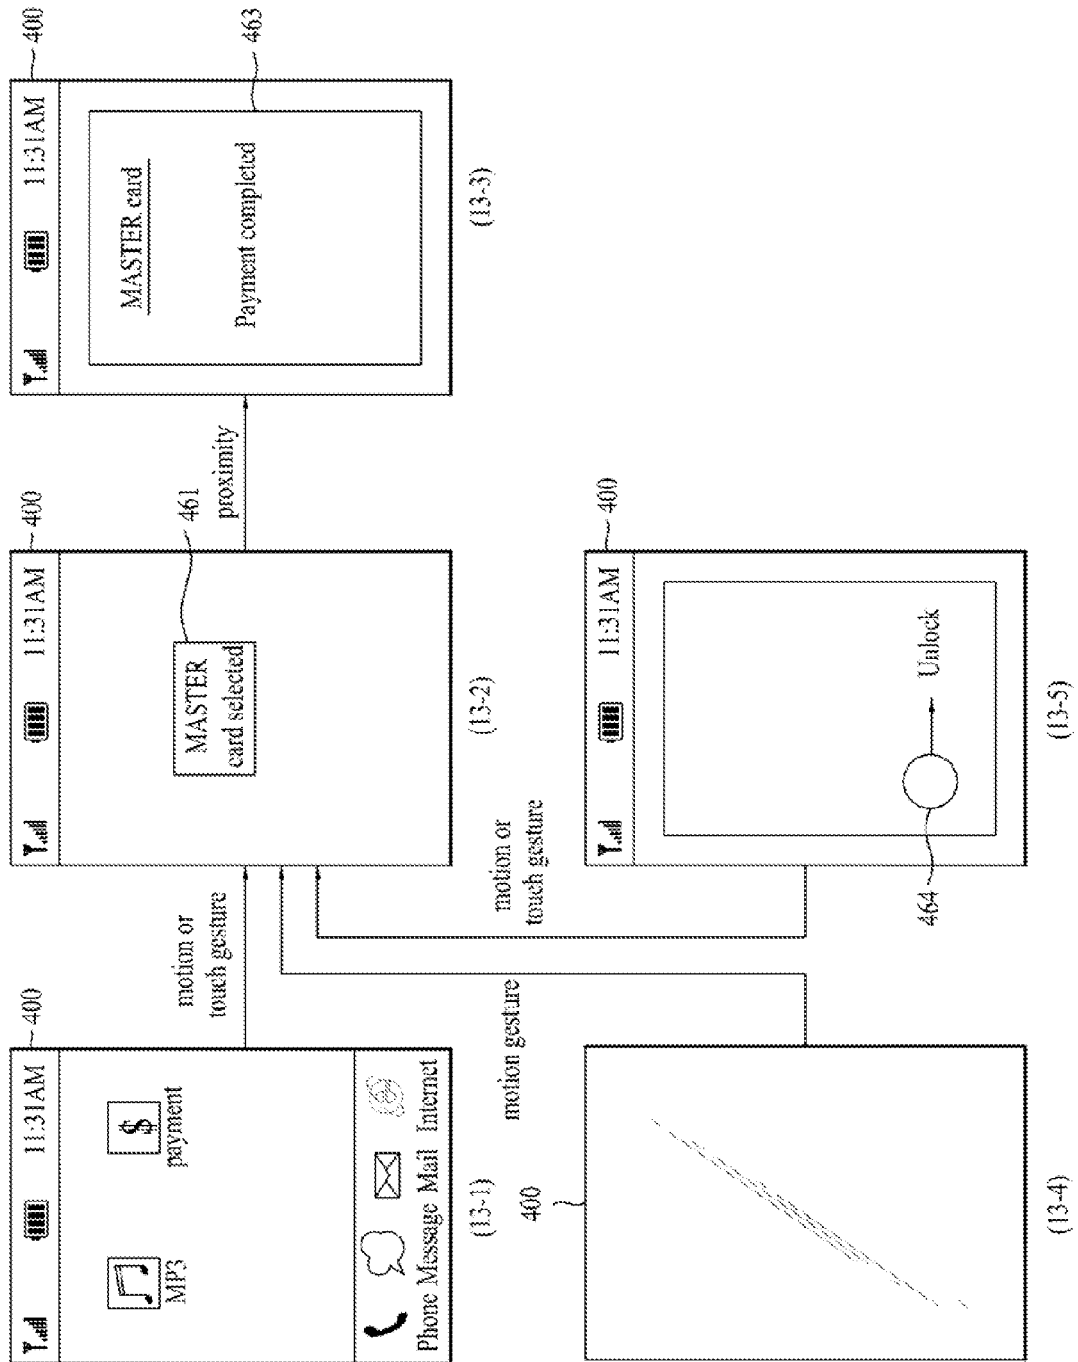 11:31AM
400
MP3
payment
Phone Message Mail Internet
(13-1)
motion or
touch gesture
11:31AM
400
461
MASTER
card selected
(13-2)
proximity
11:31AM
400
463
MASTER card
Payment completed
(13-3)
400
(13-4)
motion gesture
motion or
touch gesture
11:31AM
400
464
Unlock
(13-5)